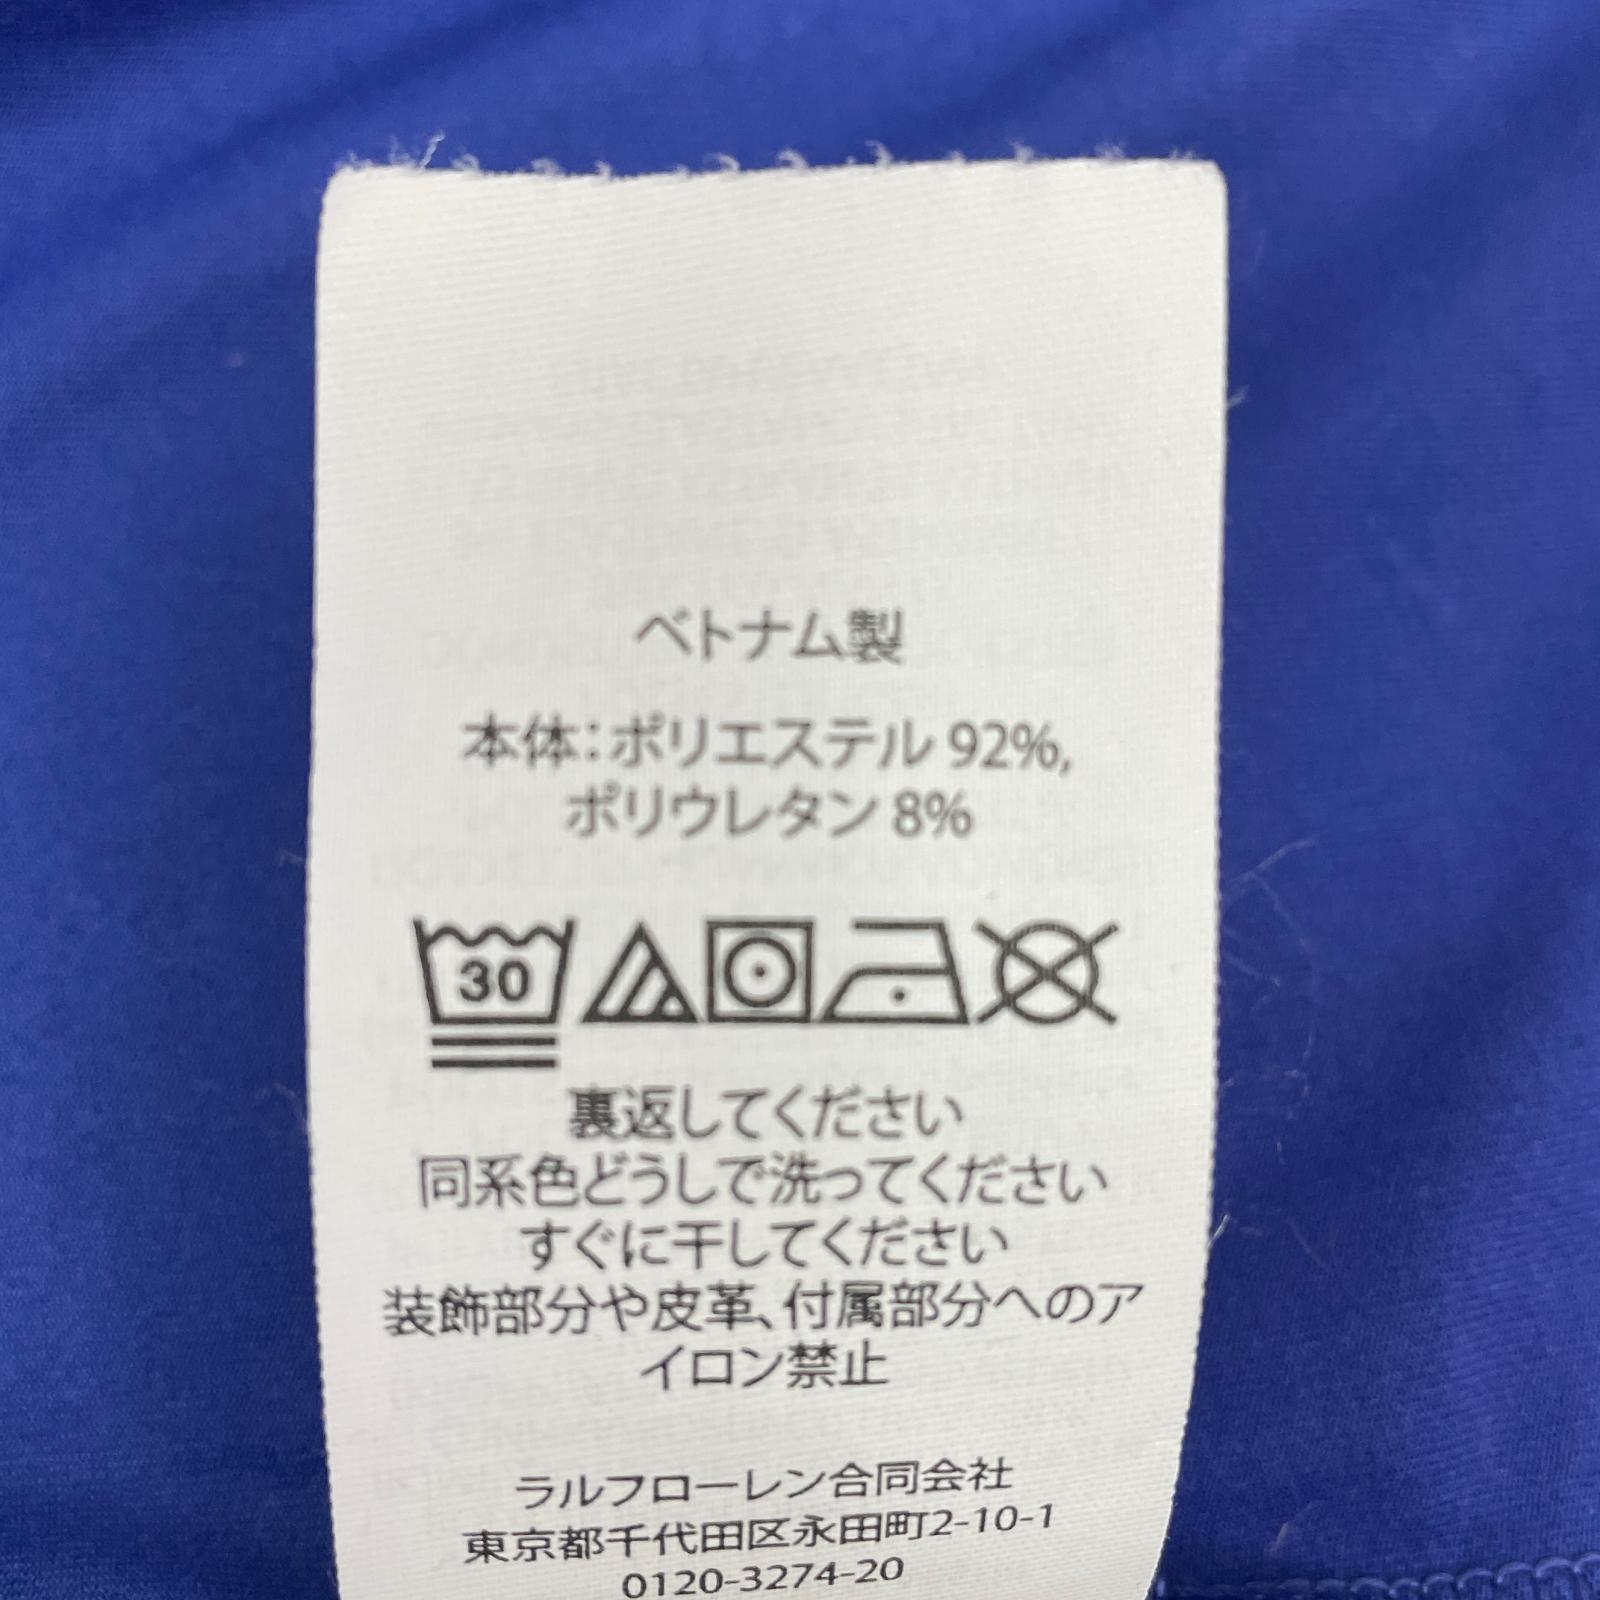 ベトナム製
本体：ポリエステル 92%,
ポリウレタン 8%
30
裏返してください
同系色どうしで洗ってください
すぐに干してください
装飾部分や皮革、付属部分へのア
イロン禁止
ラルフローレン合同会社
東京都千代田区永田町2-10-1
0120-3274-20